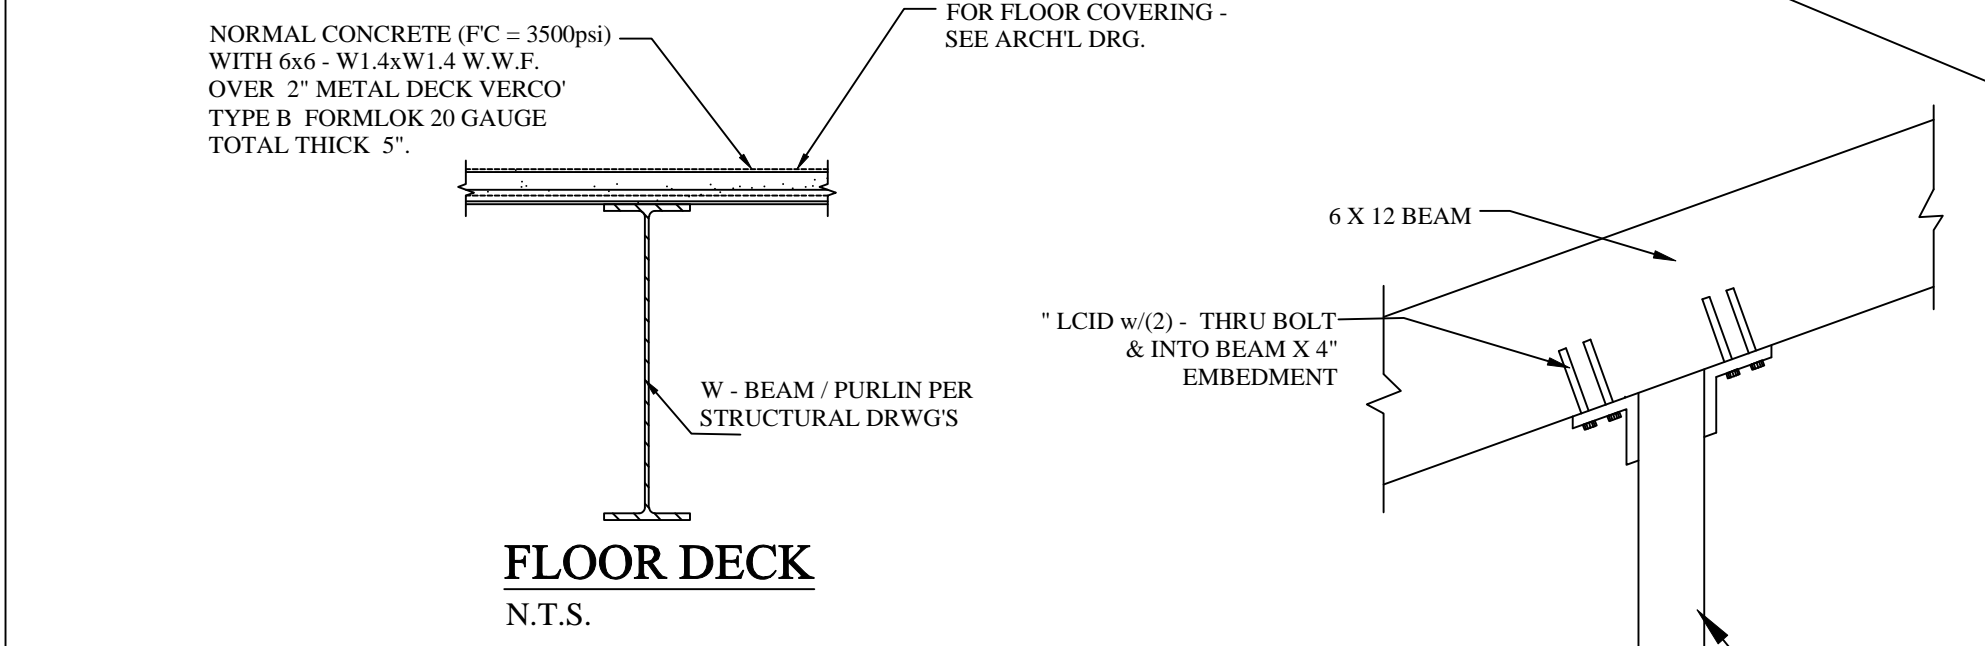 NORMAL CONCRETE (F'C = 3500psi)
WITH 6x6 - W1.4xW1.4 W.W.F.
OVER 2" METAL DECK VERCO'
TYPE B FORMLOK 20 GAUGE
TOTAL THICK 5".
FOR FLOOR COVERING -
SEE ARCH'L DRG.
W - BEAM / PURLIN PER
STRUCTURAL DRWG'S
FLOOR DECK
N.T.S.
6 X 12 BEAM
" LCID w/(2) - THRU BOLT
& INTO BEAM X 4"
EMBEDMENT